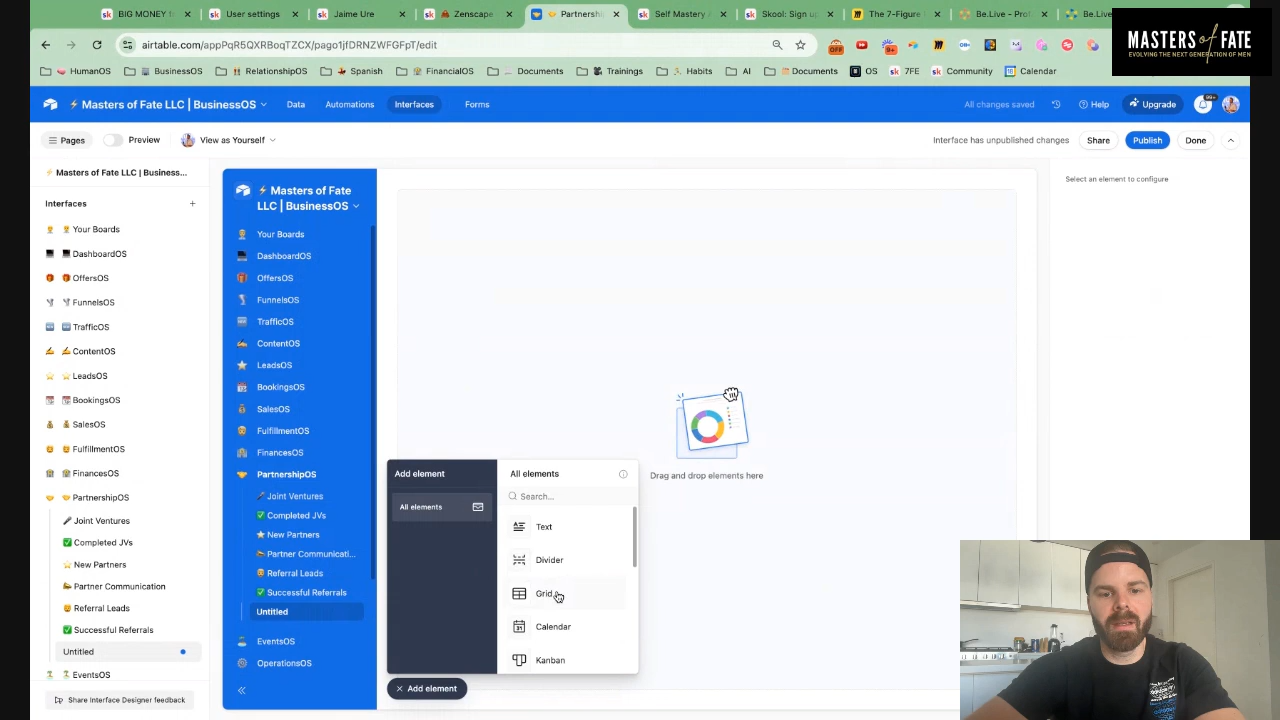 BIG MONEY t
Skool:
Zenscape
Partnership
Self Mastery
Skool: Sign up
The 7-Figure
Be.Live - Prof
Be.Live
MASTERS of FATE
EVOLVING THE NEXT GENERATION OF MEN
airtable.com/appPqR5QXRBoqTZCX/pago1jfDRNZWFGFpT/edit
OFF
9+
HumanOS
BusinessOS
RelationshipOS
Spanish
Habits
Documents
Trainings
Habits
AI
Documents
OS
7FE
Community
Calendar
Masters of Fate LLC | BusinessOS
Data
Automations
Interfaces
Forms
All changes saved
Help
Upgrade
99+
Pages
Preview
View as Yourself
Interface has unpublished changes
Share
Publish
Done
Masters of Fate LLC | Business...
Interfaces
+
Your Boards
DashboardOS
OffersOS
FunnelsOS
TrafficOS
ContentOS
LeadsOS
BookingsOS
SalesOS
FulfillmentOS
FinancesOS
PartnershipOS
Joint Ventures
Completed JVs
New Partners
Partner Communication
Referral Leads
Successful Referrals
Untitled
EventsOS
Share Interface Designer feedback
Masters of Fate
LLC | BusinessOS
Your Boards
DashboardOS
OffersOS
FunnelsOS
TrafficOS
ContentOS
LeadsOS
BookingsOS
SalesOS
FulfillmentOS
FinancesOS
PartnershipOS
Joint Ventures
Completed JVs
New Partners
Partner Communicati...
Referral Leads
Successful Referrals
Untitled
EventsOS
OperationsOS
Add element
All elements
All elements
Search...
Text
Divider
Grid
Calendar
Kanban
Add element
Drag and drop elements here
Select an element to configure